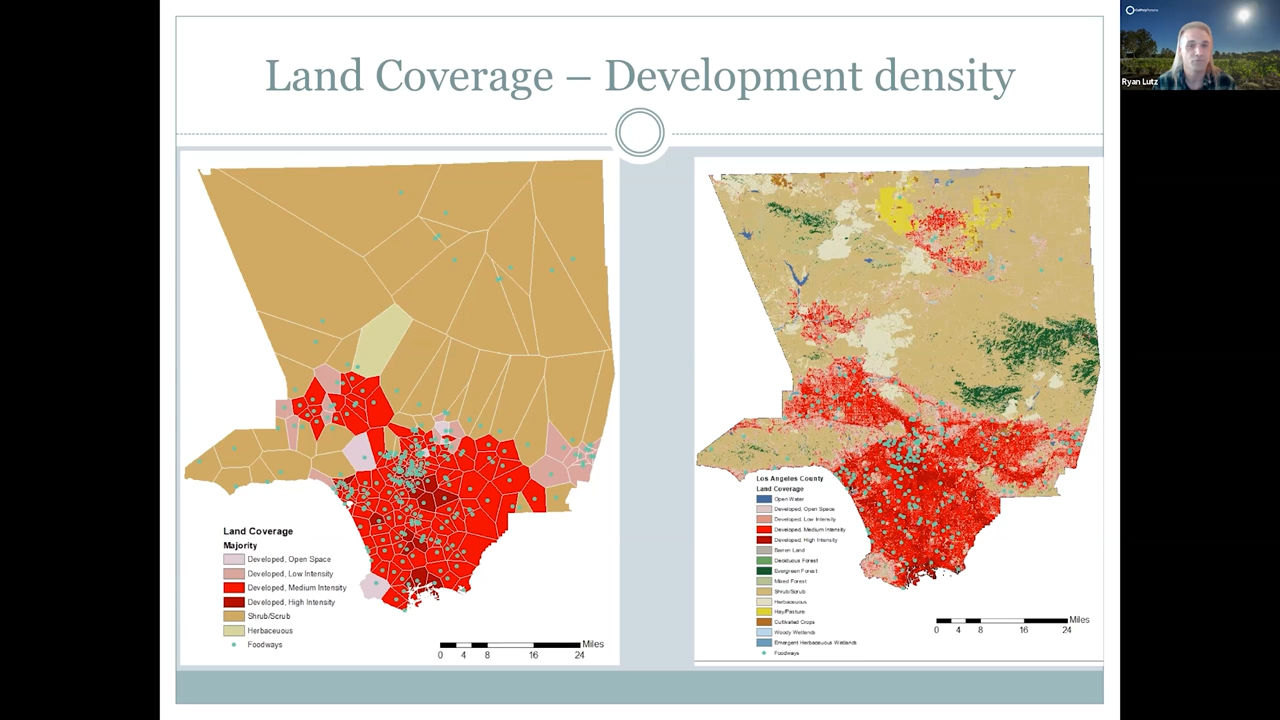 Land Coverage – Development density
Ryan Lutz
Land Coverage
Majority
Developed, Open Space
Developed, Low Intensity
Developed, Medium Intensity
Developed, High Intensity
Shrub/Scrub
Herbaceous
Foodways
Miles
0 4 8 16 24
Los Angeles County
Land Coverage
Open Water
Developed, Open Space
Developed, Low Intensity
Developed, Medium Intensity
Developed, High Intensity
Barren Land
Deciduous Forest
Evergreen Forest
Mixed Forest
Shrub/Scrub
Herbaceous
Hay/Pasture
Cultivated Crops
Woody Wetlands
Emergent Herbaceuous Wetlands
Foodways
Miles
0 4 8 16 24